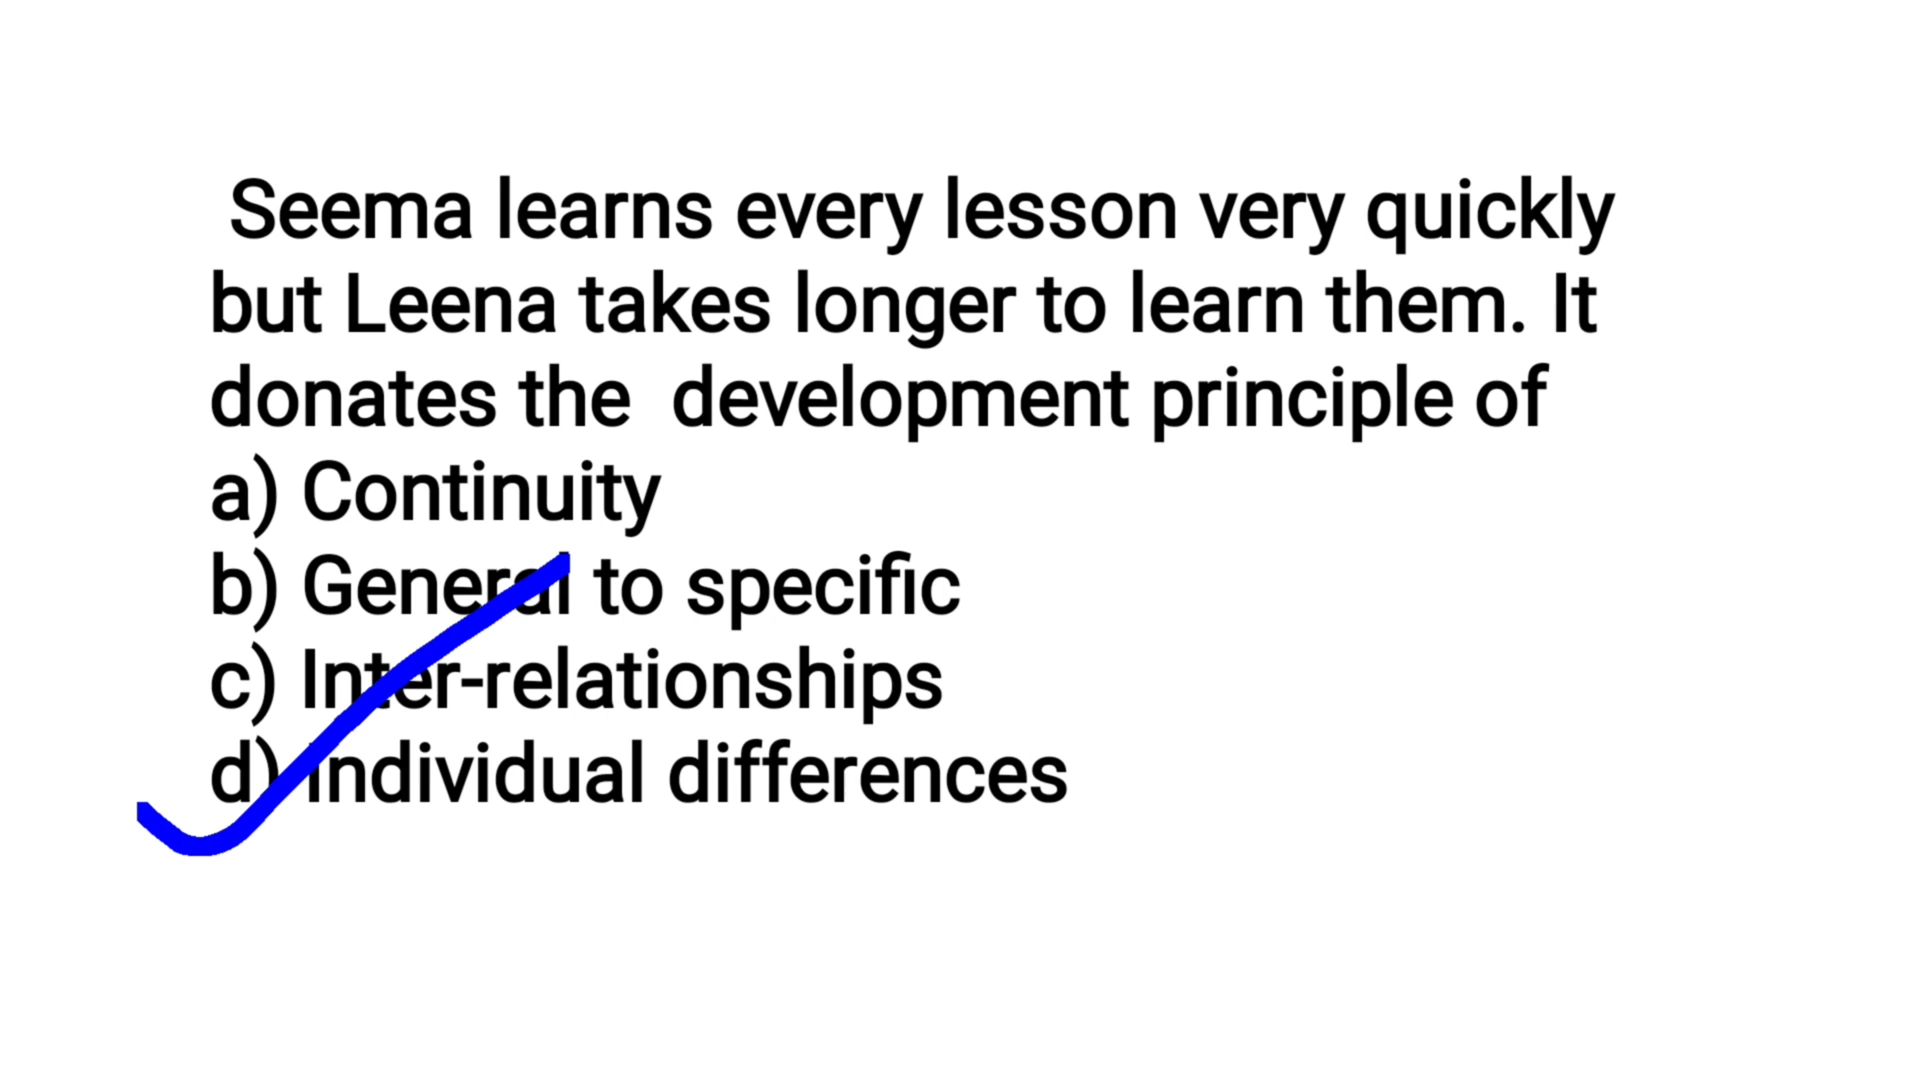 Seema learns every lesson very quickly
but Leena takes longer to learn them. It
donates the development principle of
a) Continuity
b) General to specific
c) Inter-relationships
d) Individual differences